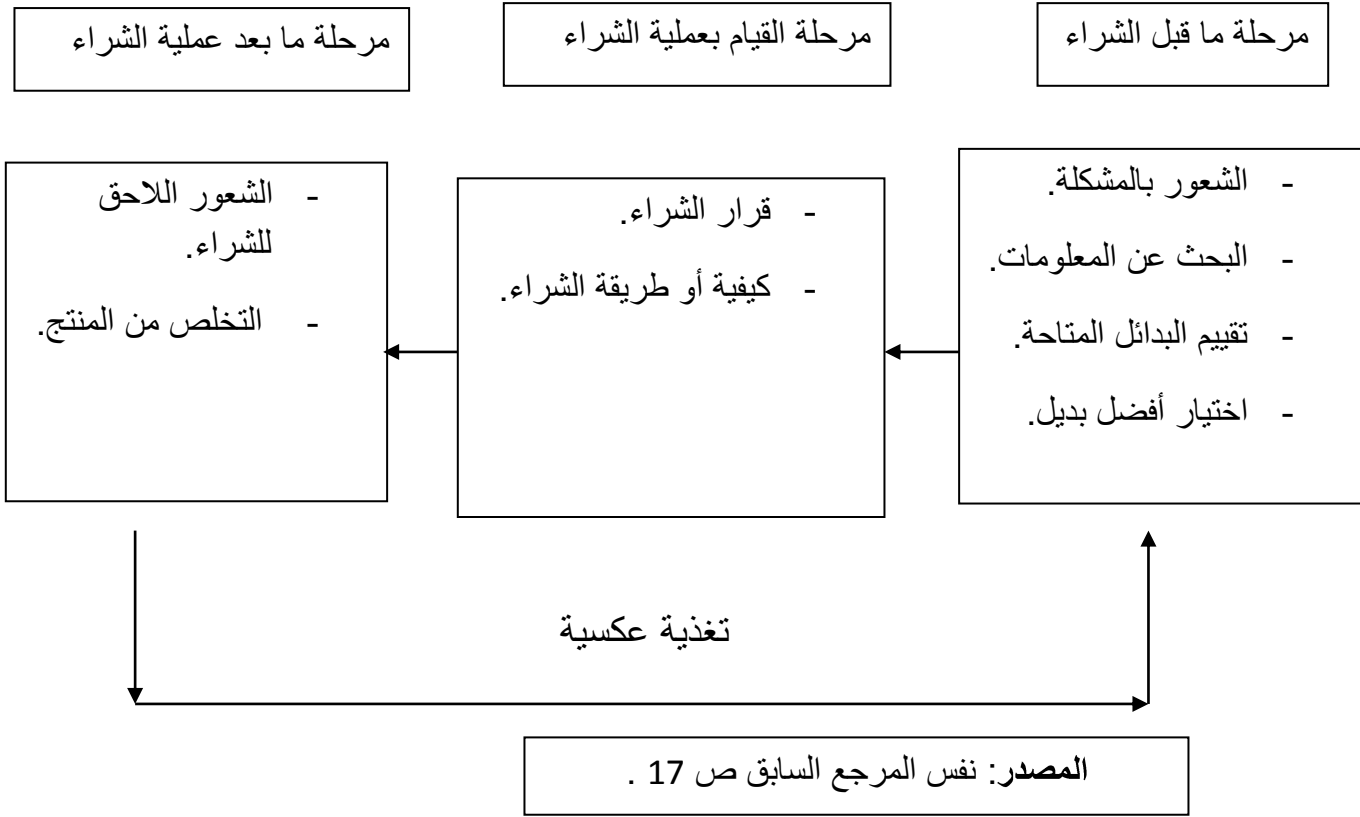 مرحلة ما قبل الشراء
مرحلة القيام بعملية الشراء
مرحلة ما بعد عملية الشراء
- الشعور بالمشكلة.
- البحث عن المعلومات.
- تقييم البدائل المتاحة.
- اختيار أفضل بديل.
- قرار الشراء.
- كيفية أو طريقة الشراء.
- الشعور اللاحق
للشراء.
- التخلص من المنتج.
تغذية عكسية
المصدر: نفس المرجع السابق ص 17 .